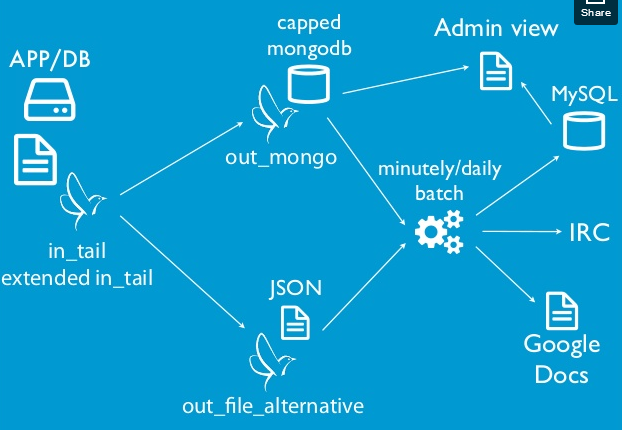 Share
capped
mongodb
Admin view
APP/DB
MySQL
out_mongo
minutely/daily
batch
in_tail
extended in_tail
IRC
JSON
Google
Docs
out_file_alternative